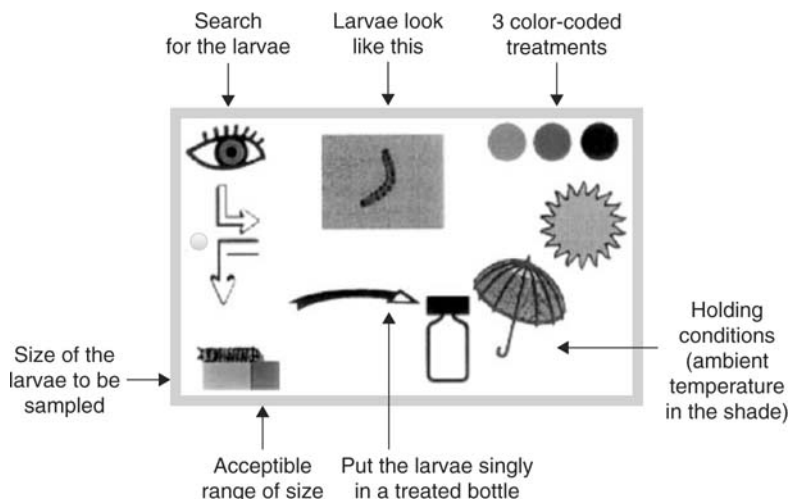 Search
for the larvae
Larvae look
like this
3 color-coded
treatments
Size of the
larvae to be
sampled
Holding
conditions
(ambient
temperature
in the shade)
Acceptible
range of size
Put the larvae singly
in a treated bottle